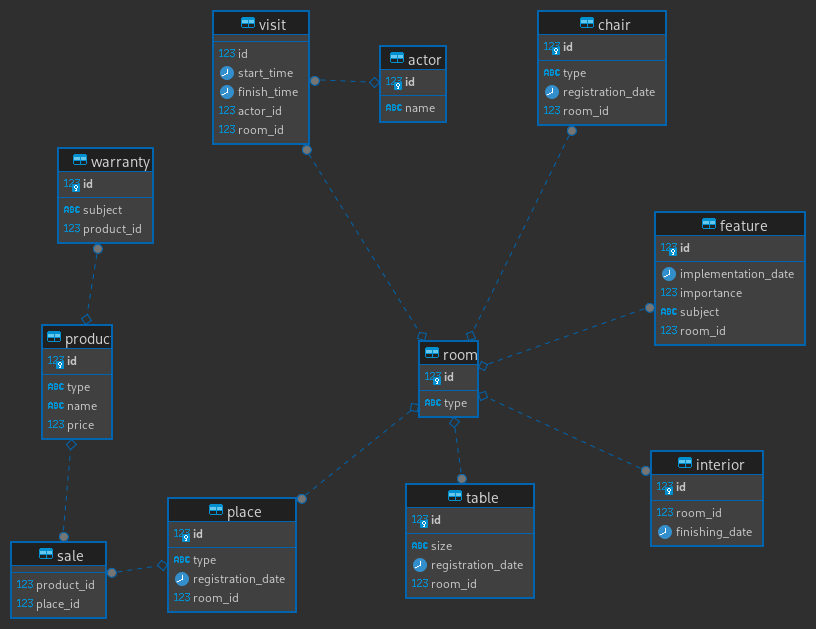 visit
123 id
start_time
finish_time
123 actor_id
123 room_id
actor
123 id
ABC name
chair
123 id
ABC type
registration_date
123 room_id
warranty
123 id
ABC subject
123 product_id
feature
123 id
implementation_date
123 importance
ABC subject
123 room_id
produc
123 id
ABC type
ABC name
123 price
room
123 id
ABC type
interior
123 id
123 room_id
finishing_date
place
123 id
ABC type
registration_date
123 room_id
table
123 id
ABC size
registration_date
123 room_id
sale
123 product_id
123 place_id